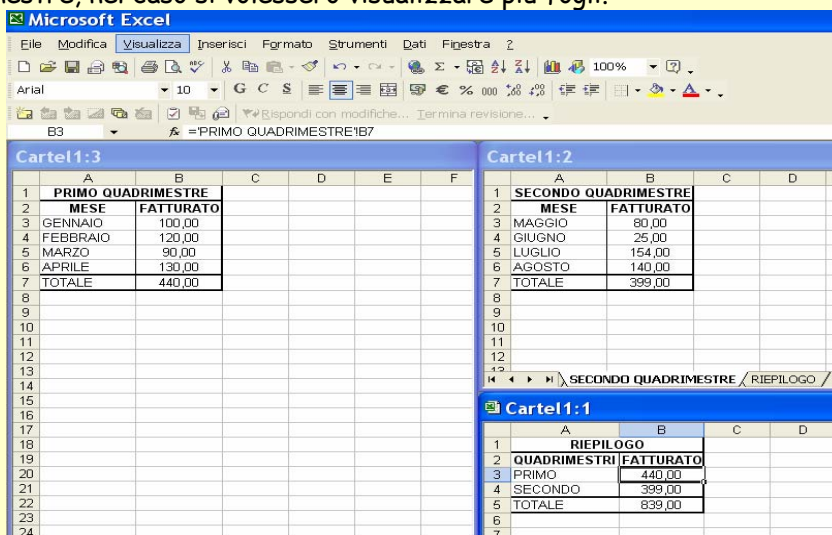 nel caso si volessero visualizzare più fogli.
Microsoft Excel
File Modifica Visualizza Inserisci Formato Strumenti Dati Finestra ?
100%
Arial 10 G C S € % 000
Rispondi con modifiche... Termina revisione...
B3 fx ='PRIMO QUADRIMESTRE'!B7
Cartel1:3
A B C D E F
1 PRIMO QUADRIMESTRE
2 MESE FATTURATO
3 GENNAIO 100,00
4 FEBBRAIO 120,00
5 MARZO 90,00
6 APRILE 130,00
7 TOTALE 440,00
8
9
10
11
12
13
14
15
16
17
18
19
20
21
22
23
24
Cartel1:2
A B C D
1 SECONDO QUADRIMESTRE
2 MESE FATTURATO
3 MAGGIO 80,00
4 GIUGNO 25,00
5 LUGLIO 154,00
6 AGOSTO 140,00
7 TOTALE 399,00
8
9
10
11
12
13
SECONDO QUADRIMESTRE / RIEPILOGO /
Cartel1:1
A B C D
1 RIEPILOGO
2 QUADRIMESTRI FATTURATO
3 PRIMO 440,00
4 SECONDO 399,00
5 TOTALE 839,00
6
7